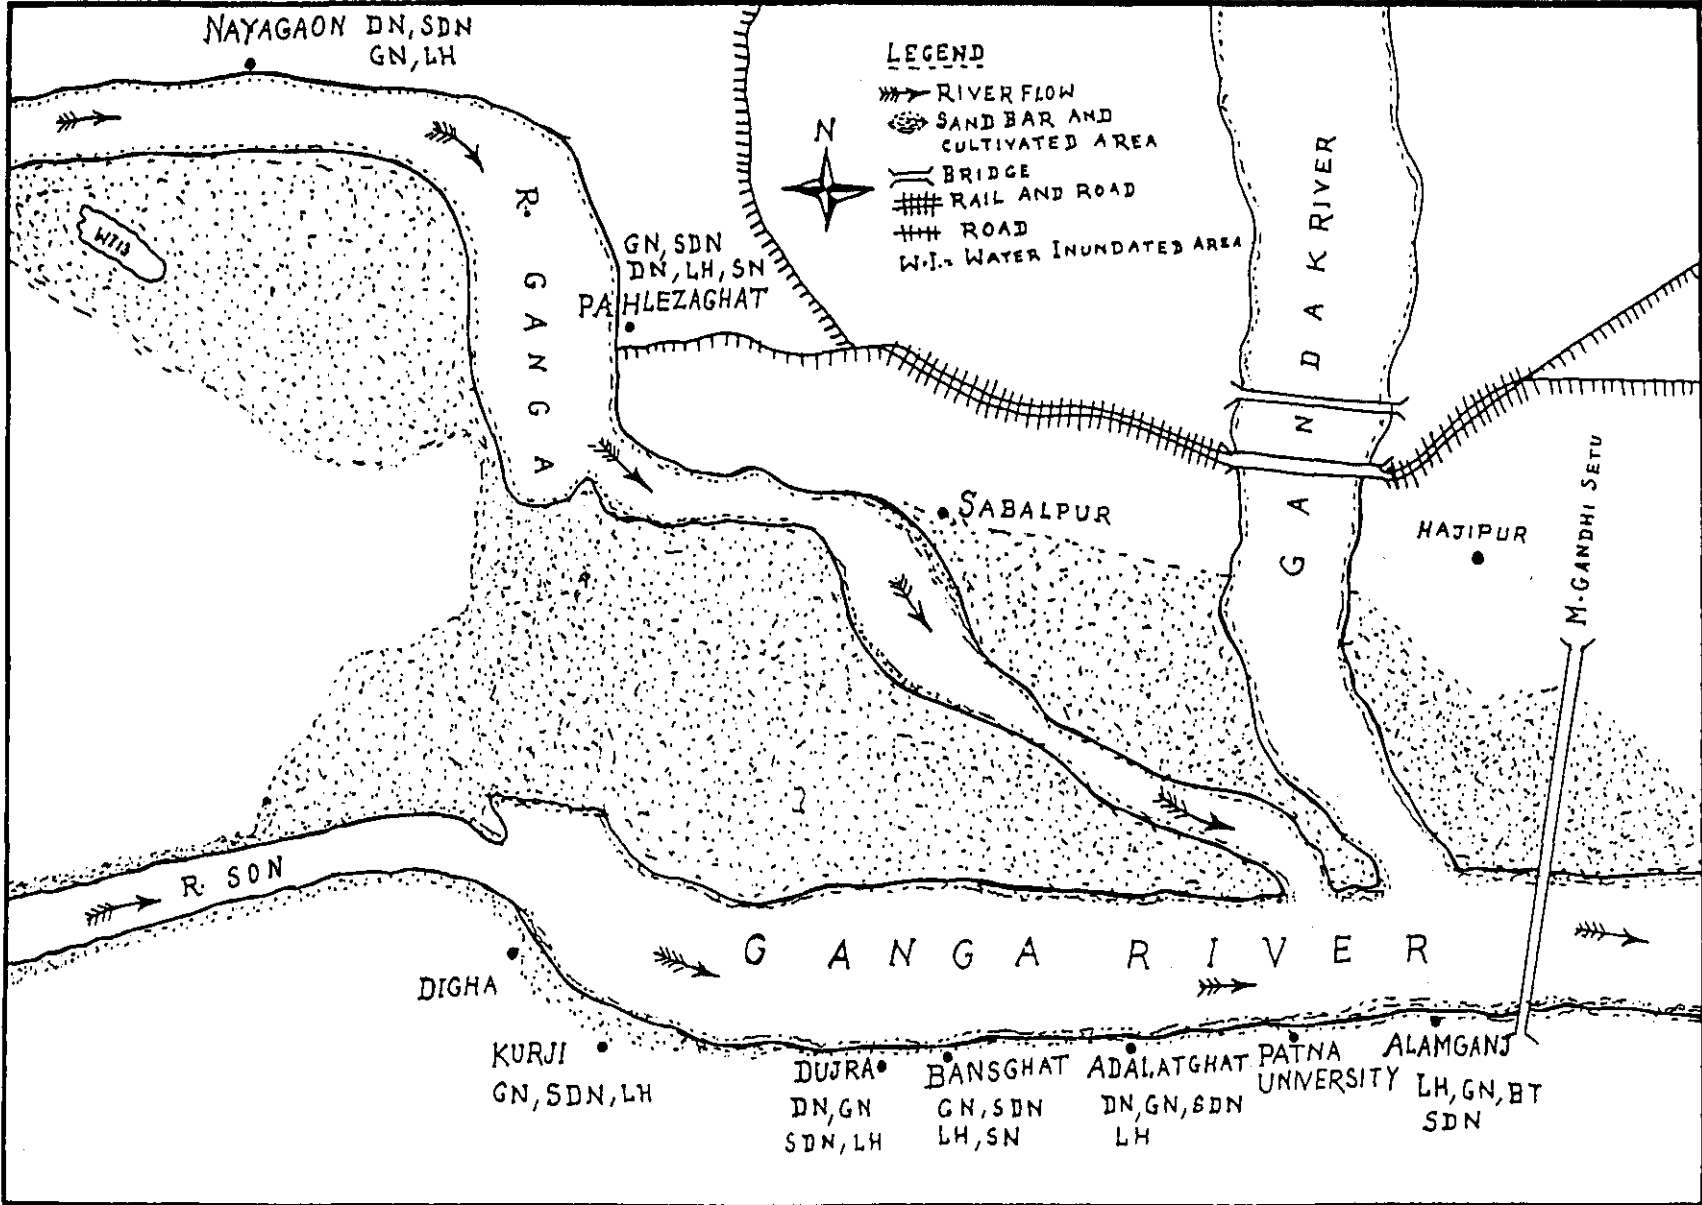 NAYAGAON DN, SDN
GN, LH
LEGEND
RIVER FLOW
SAND BAR AND
CULTIVATED AREA
BRIDGE
RAIL AND ROAD
ROAD
W.I.= WATER INUNDATED AREA
N
R. GANGA
GN, SDN
DN, LH, SN
PAHLEZAGHAT
GANDAK RIVER
SABALPUR
HAJIPUR
M. GANDHI SETU
R. SON
GANGA RIVER
DIGHA
KURJI
GN, SDN, LH
DUJRA
DN, GN
SDN, LH
BANSGHAT
GN, SDN
LH, SN
ADALATGHAT
DN, GN, SDN
LH
PATNA
UNIVERSITY
ALAMGANJ
LH, GN, BT
SDN